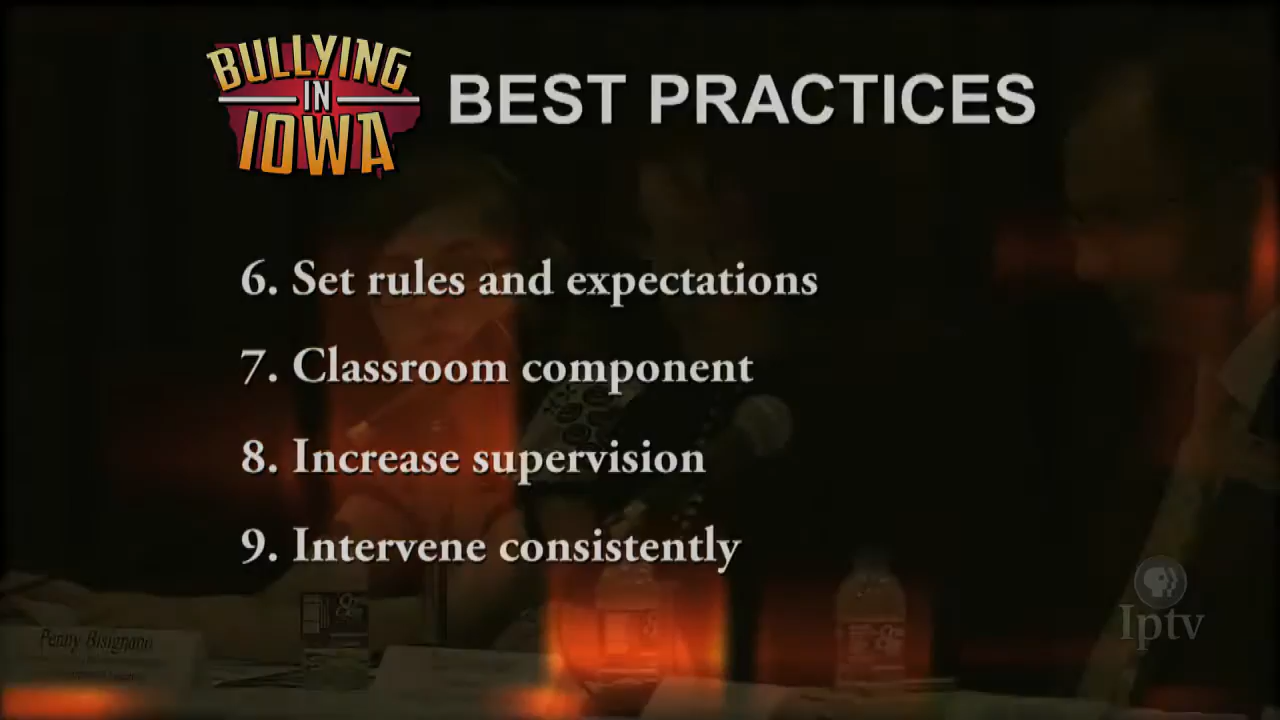 BULLYING
IN
IOWA
BEST PRACTICES
6. Set rules and expectations
7. Classroom component
8. Increase supervision
9. Intervene consistently
Penny Bisignano
Iptv